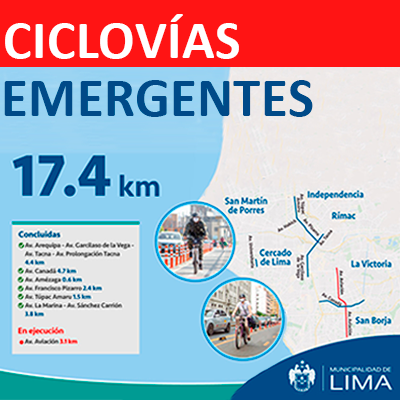 CICLOVÍAS
EMERGENTES
17.4 km
San Martín
de Porres
Independencia
Rímac
Cercado
de Lima
La Victoria
San Borja
Concluidas
Av. Arequipa - Av. Garcilaso de la Vega -
Av. Tacna - Av. Prolongación Tacna
4.4 km
Av. Canadá 4.7 km
Av. Amézaga 0.6 km
Av. Francisco Pizarro 2.4 km
Av. Túpac Amaru 1.5 km
Av. La Marina - Av. Sánchez Carrión
3.8 km
En ejecución
Av. Aviación 3.1 km
MUNICIPALIDAD DE
LIMA